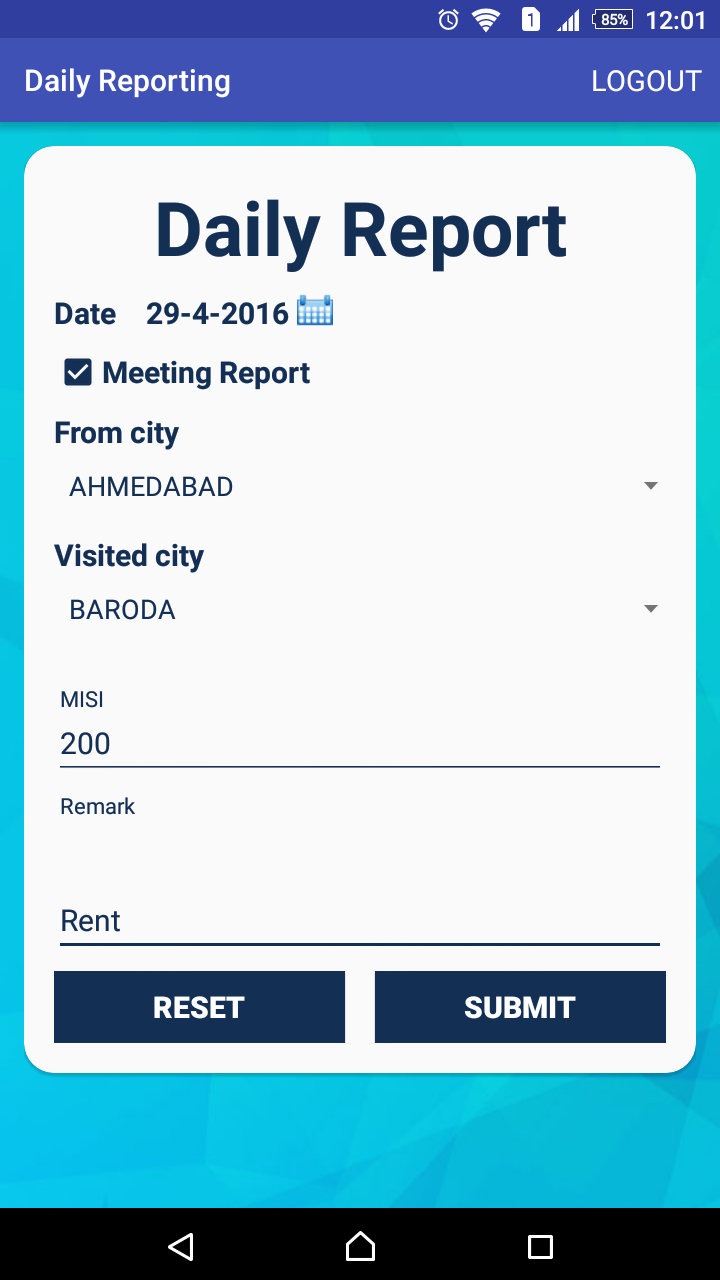 1 85% 12:01
Daily Reporting LOGOUT
Daily Report
Date 29-4-2016
Meeting Report
From city
AHMEDABAD
Visited city
BARODA
MISI
200
Remark
Rent
RESET SUBMIT